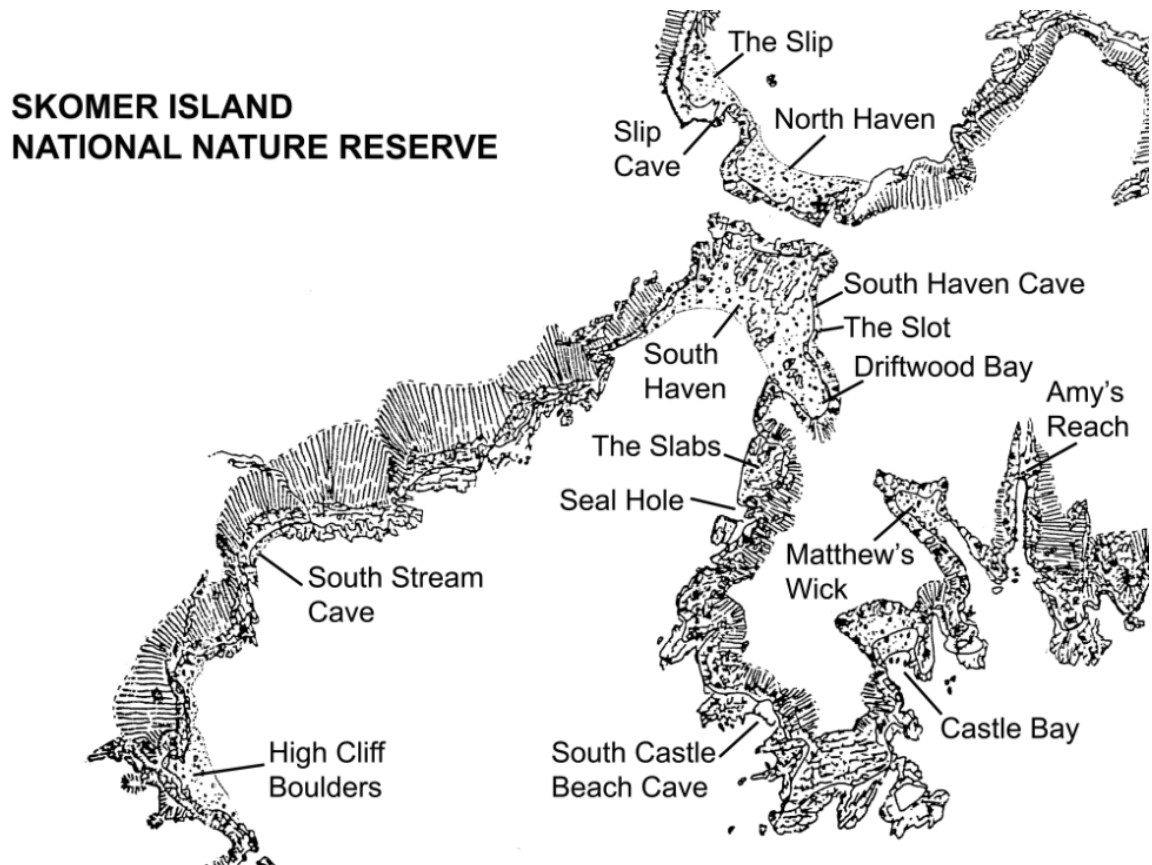 SKOMER ISLAND
NATIONAL NATURE RESERVE
The Slip
Slip
Cave
North Haven
South Haven Cave
The Slot
South
Haven
Driftwood Bay
Amy's
Reach
The Slabs
Seal Hole
Matthew's
Wick
South Stream
Cave
Castle Bay
High Cliff
Boulders
South Castle
Beach Cave